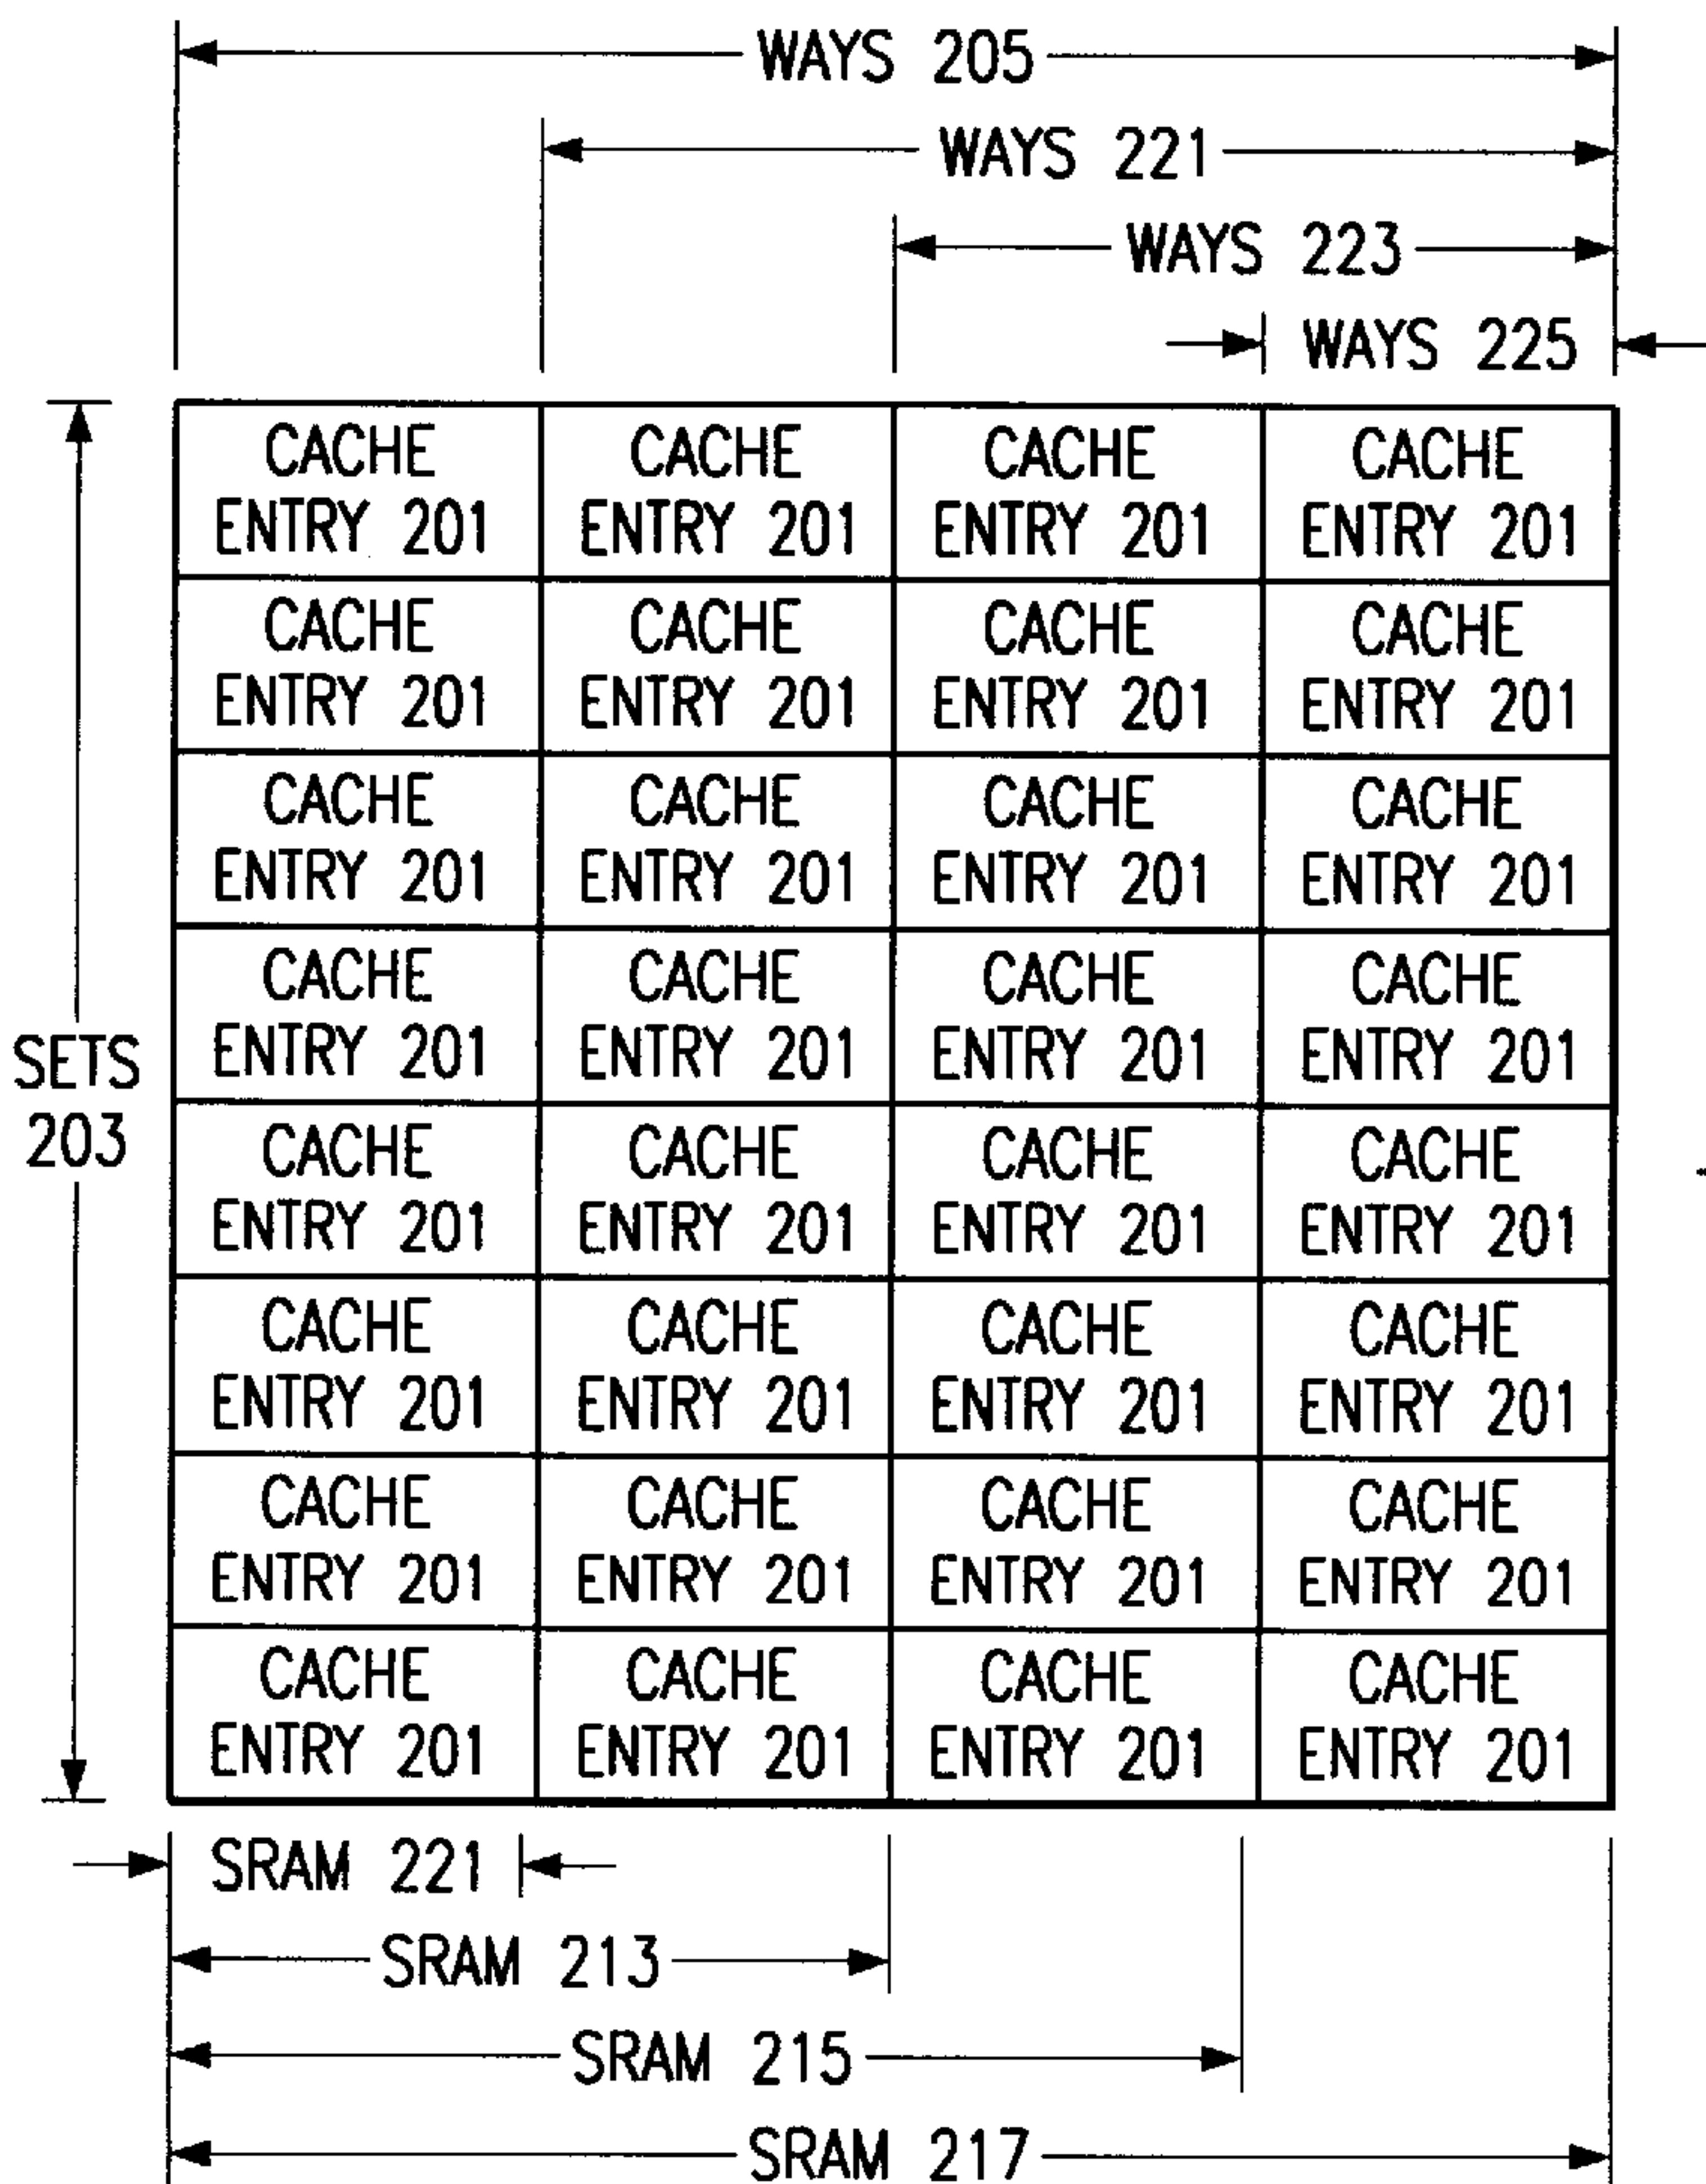 WAYS 205
WAYS 221
WAYS 223
WAYS 225
CACHE CACHE CACHE CACHE
ENTRY 201 ENTRY 201 ENTRY 201 ENTRY 201
CACHE CACHE CACHE CACHE
ENTRY 201 ENTRY 201 ENTRY 201 ENTRY 201
CACHE CACHE CACHE CACHE
ENTRY 201 ENTRY 201 ENTRY 201 ENTRY 201
CACHE CACHE CACHE CACHE
ENTRY 201 ENTRY 201 ENTRY 201 ENTRY 201
SETS
203
CACHE CACHE CACHE CACHE
ENTRY 201 ENTRY 201 ENTRY 201 ENTRY 201
CACHE CACHE CACHE CACHE
ENTRY 201 ENTRY 201 ENTRY 201 ENTRY 201
CACHE CACHE CACHE CACHE
ENTRY 201 ENTRY 201 ENTRY 201 ENTRY 201
CACHE CACHE CACHE CACHE
ENTRY 201 ENTRY 201 ENTRY 201 ENTRY 201
SRAM 221
SRAM 213
SRAM 215
SRAM 217